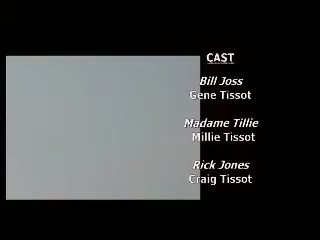 CAST
Bill Joss
Gene Tissot
Madame Tillie
Millie Tissot
Rick Jones
Craig Tissot